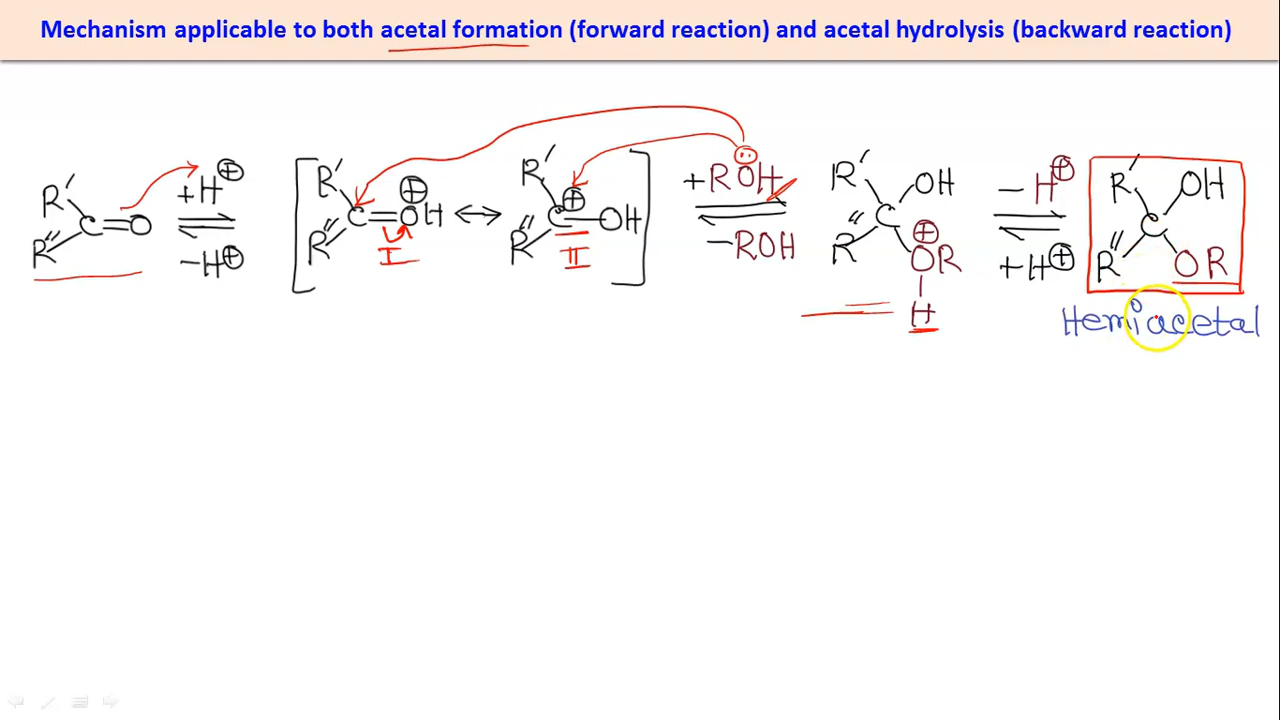 Mechanism applicable to both acetal formation (forward reaction) and acetal hydrolysis (backward reaction)
R' R'' C=O +H⊕ ⇌ −H⊕ [R' R'' C=O⊕H I ↔ R' R'' C⊕−OH II] +RÖH ⇌ −ROH R' R'' C OH O⊕R H −H⊕ ⇌ +H⊕ R' R'' C OH OR
Hemiacetal